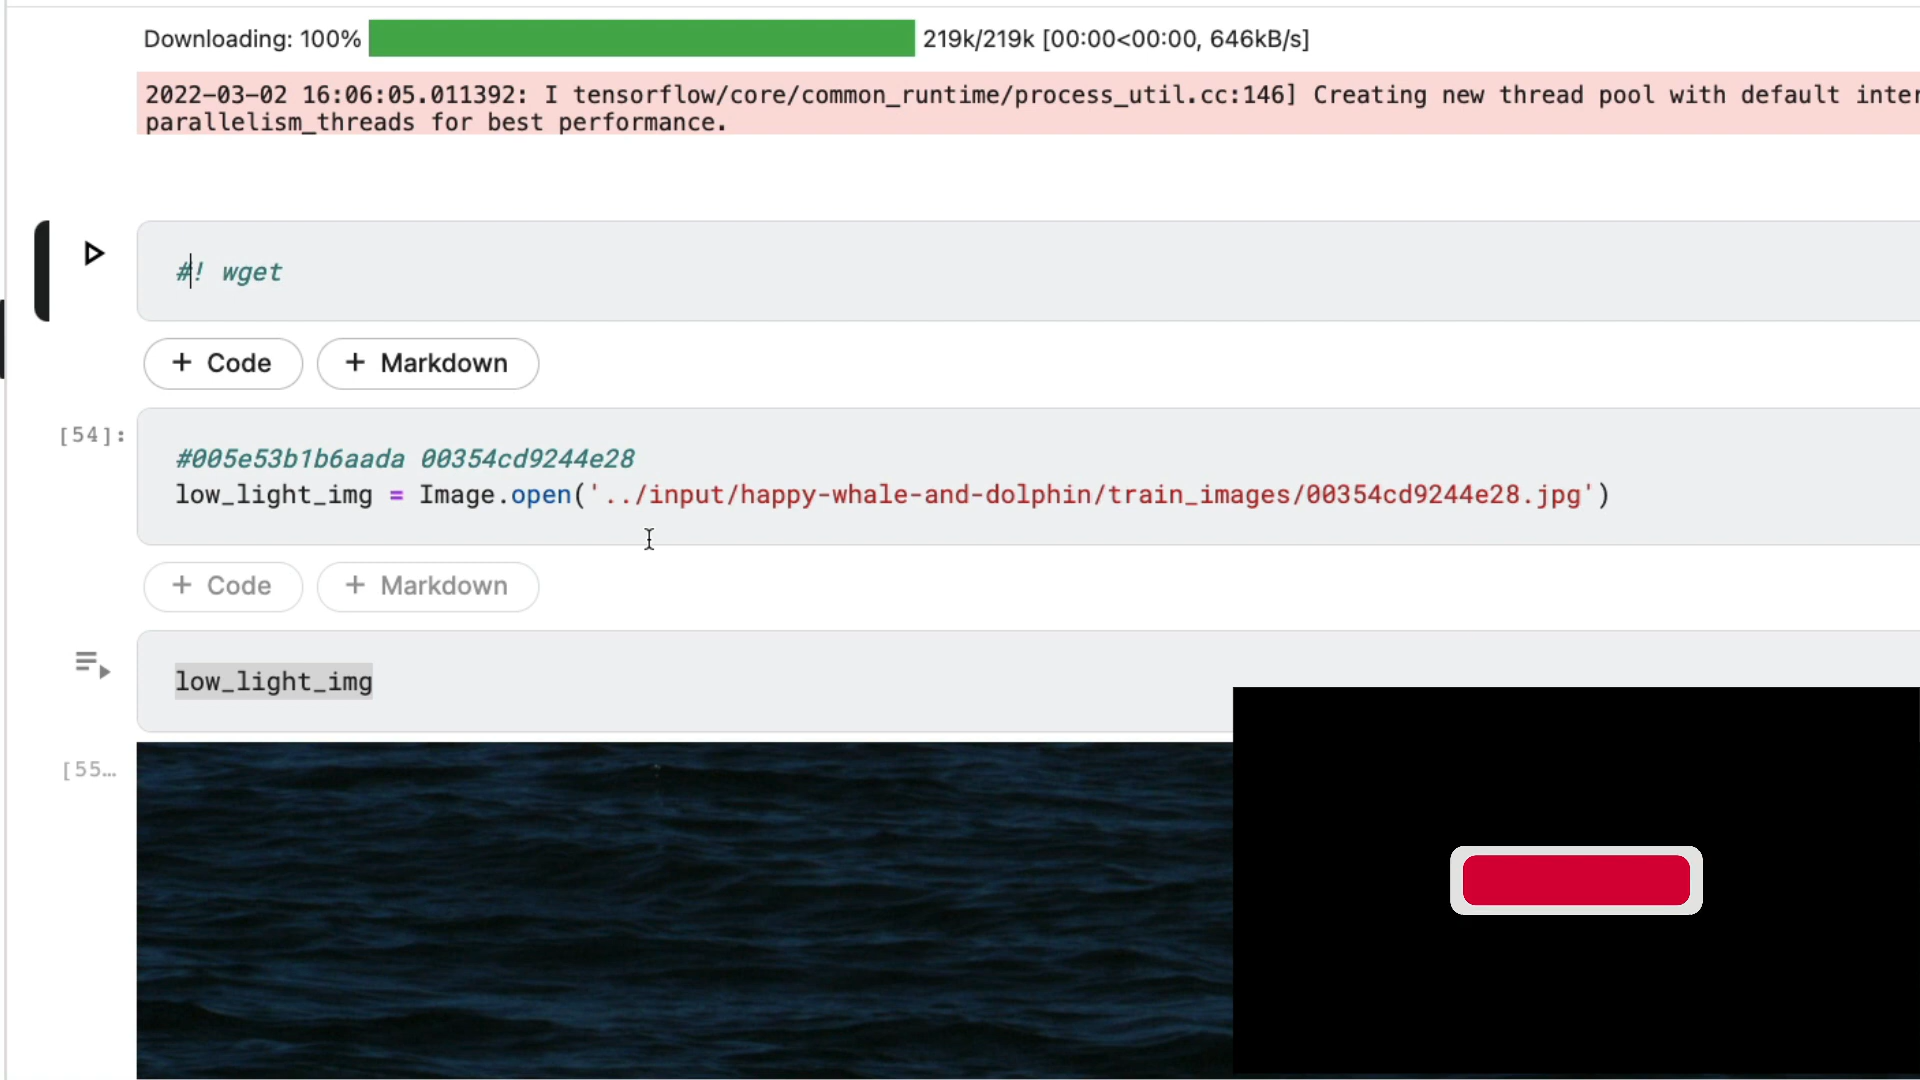 Downloading: 100% 219k/219k [00:00<00:00, 646kB/s]
2022-03-02 16:06:05.011392: I tensorflow/core/common_runtime/process_util.cc:146] Creating new thread pool with default
parallelism_threads for best performance.
#! wget
+ Code + Markdown
[54]:
#005e53b1b6aada 00354cd9244e28
low_light_img = Image.open('../input/happy-whale-and-dolphin/train_images/00354cd9244e28.jpg')
+ Code + Markdown
low_light_img
[55…